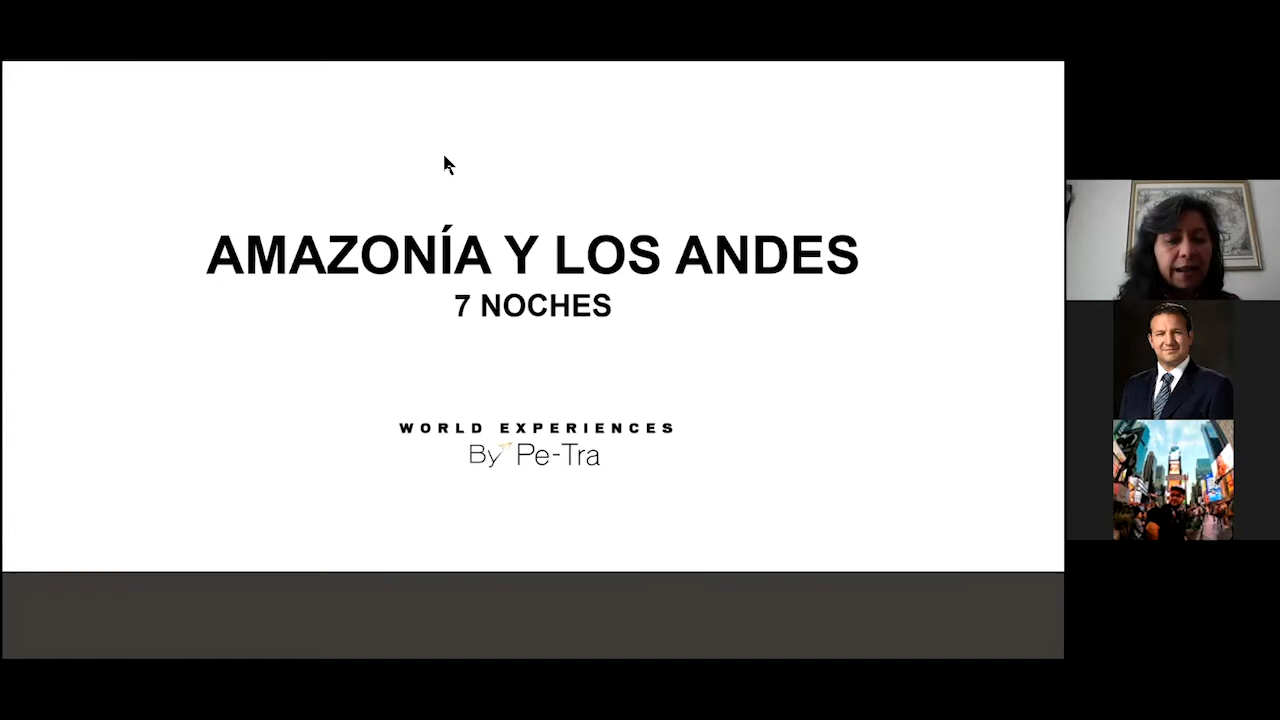 AMAZONÍA Y LOS ANDES
7 NOCHES
WORLD EXPERIENCES
By Pe-Tra